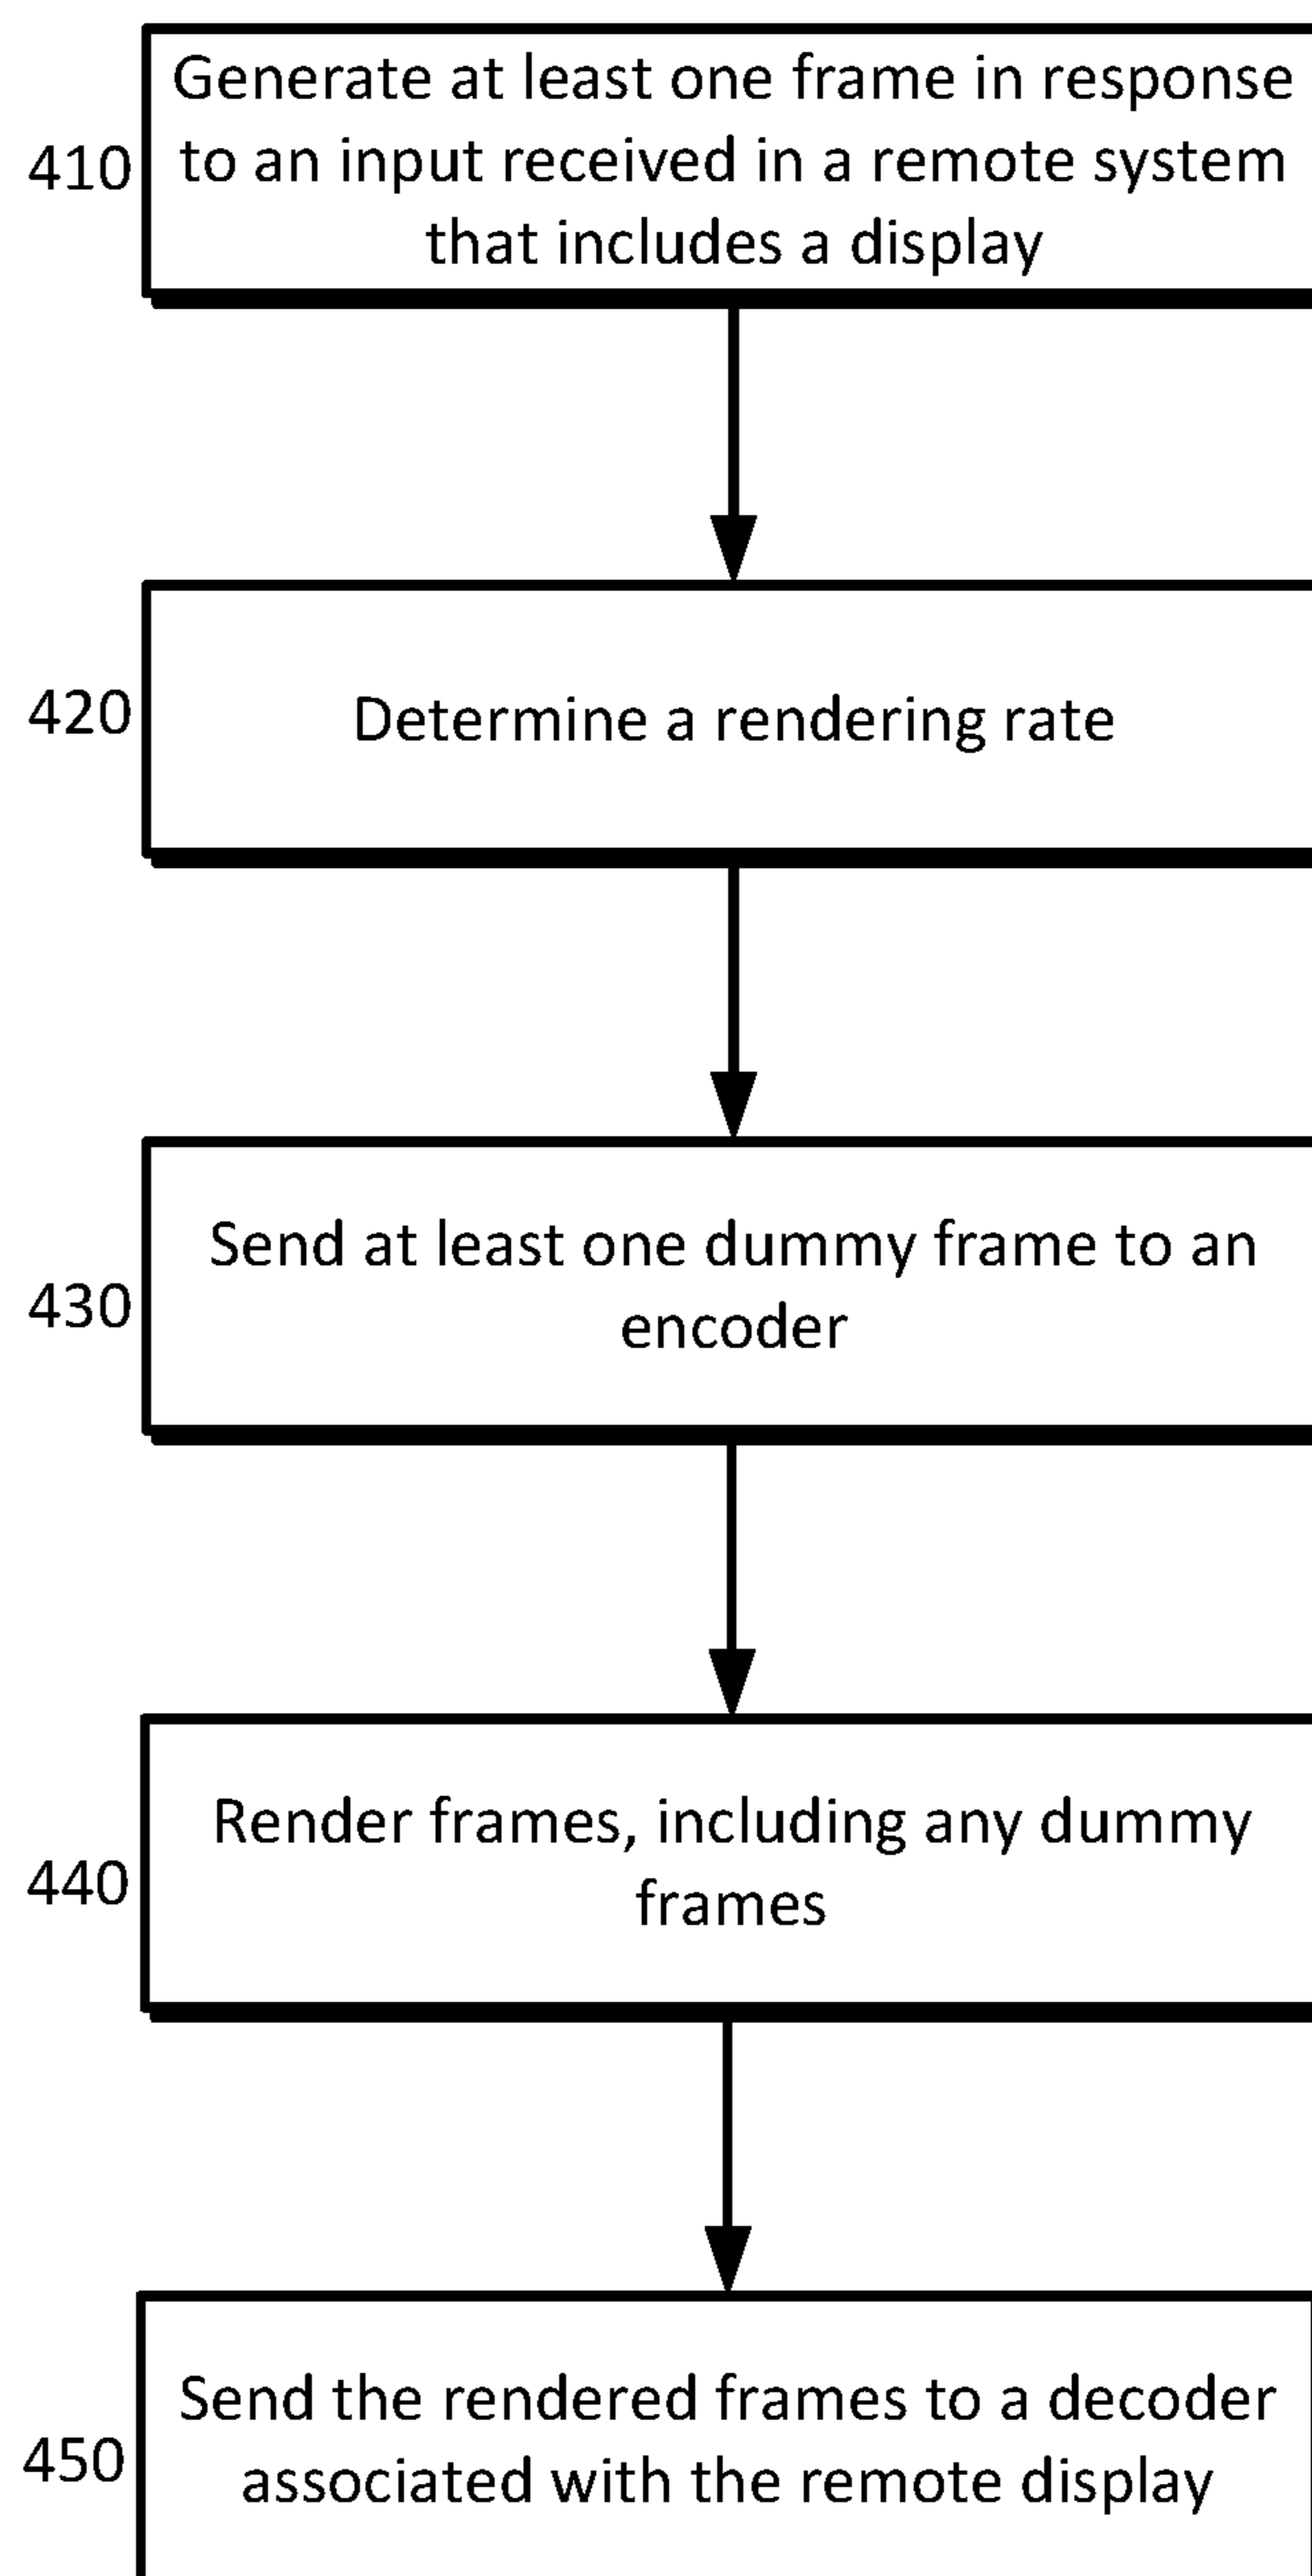 Generate at least one frame in response
to an input received in a remote system
that includes a display
410
Determine a rendering rate
420
Send at least one dummy frame to an
encoder
430
Render frames, including any dummy
frames
440
Send the rendered frames to a decoder
associated with the remote display
450